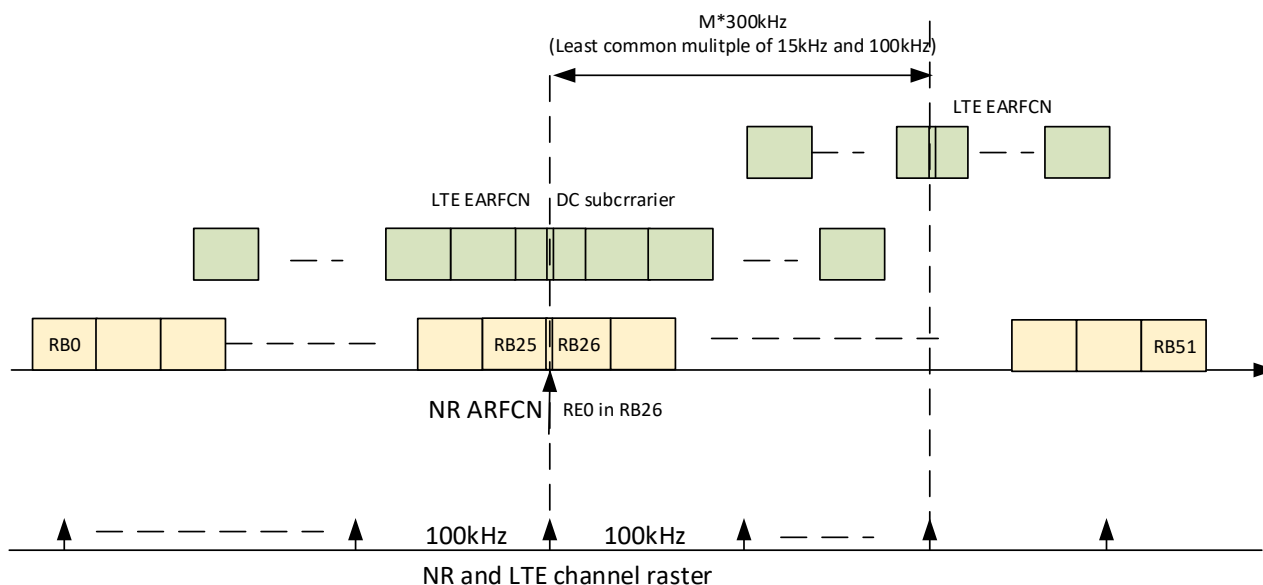 M*300kHz
(Least common mulitple of 15kHz and 100kHz)
LTE EARFCN
LTE EARFCN
DC subcrrarier
RB0
RB25
RB26
RB51
NR ARFCN
RE0 in RB26
100kHz
100kHz
NR and LTE channel raster